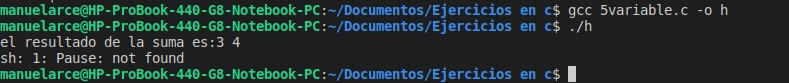 manuelarce@HP-ProBook-440-G8-Notebook-PC:~/Documentos/Ejercicios en c$ gcc 5variable.c -o h
manuelarce@HP-ProBook-440-G8-Notebook-PC:~/Documentos/Ejercicios en c$ ./h
el resultado de la suma es:3 4
sh: 1: Pause: not found
manuelarce@HP-ProBook-440-G8-Notebook-PC:~/Documentos/Ejercicios en c$